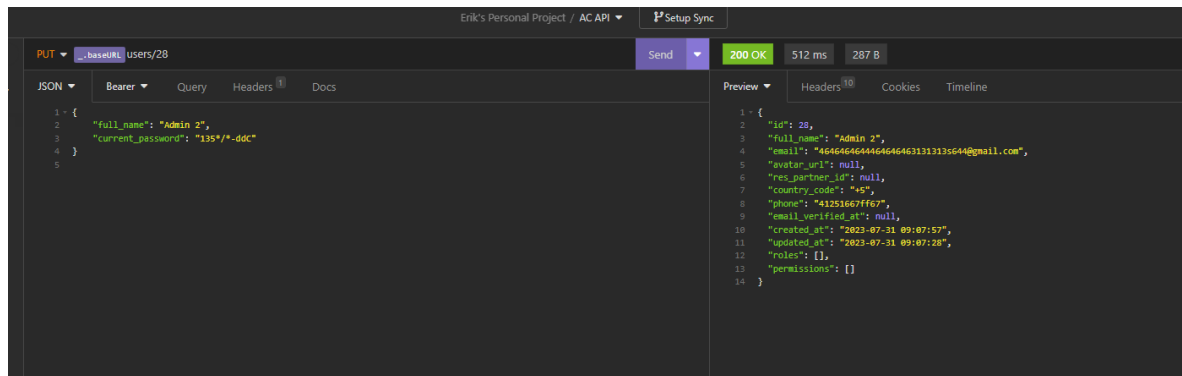 Erik's Personal Project / AC API Setup Sync
PUT _.baseURL users/28 Send
200 OK 512 ms 287 B
JSON Bearer Query Headers 1 Docs
Preview Headers 10 Cookies Timeline
1 {
2 "full_name": "Admin 2",
3 "current_password": "135*/*-ddC"
4 }
5
1 {
2 "id": 28,
3 "full_name": "Admin 2",
4
"email":
5 "avatar_url": null,
6 "res_partner_id": null,
7 "country_code": "+5",
8 "phone": "41251667ff67",
9 "email_verified_at": null,
10 "created_at": "2023-07-31 09:07:57",
11 "updated_at": "2023-07-31 09:07:28",
12 "roles": [],
13 "permissions": []
14 }